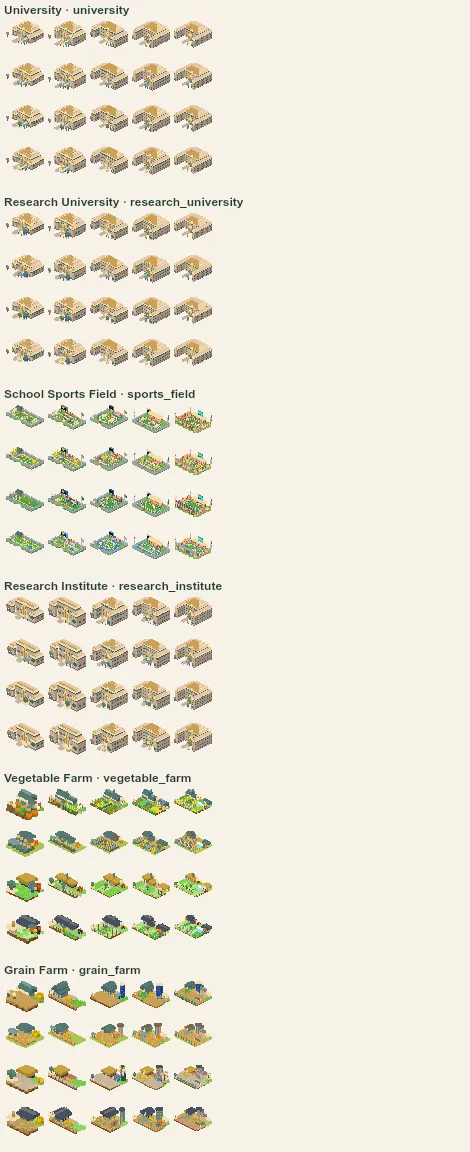 University · university
Research University · research_university
School Sports Field · sports_field
Research Institute · research_institute
Vegetable Farm · vegetable_farm
Grain Farm · grain_farm